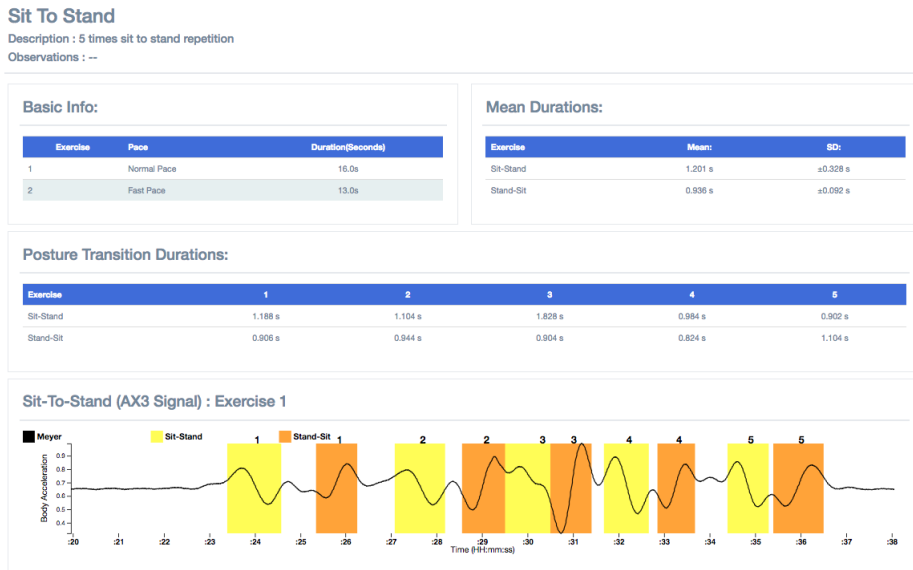 Sit To Stand
Description : 5 times sit to stand repetition
Observations : --
Basic Info:
Exercise Pace Duration(Seconds)
1 Normal Pace 16.0s
2 Fast Pace 13.0s
Mean Durations:
Exercise Mean: SD:
Sit-Stand 1.201 s ±0.328 s
Stand-Sit 0.936 s ±0.092 s
Posture Transition Durations:
Exercise 1 2 3 4 5
Sit-Stand 1.188 s 1.104 s 1.828 s 0.984 s 0.902 s
Stand-Sit 0.906 s 0.944 s 0.904 s 0.824 s 1.104 s
Sit-To-Stand (AX3 Signal) : Exercise 1
Meyer Sit-Stand Stand-Sit
1 1 2 2 3 3 4 4 5 5
Body Acceleration
0.9
0.8
0.7
0.6
0.5
0.4
:20 :21 :22 :23 :24 :25 :26 :27 :28 :29 :30 :31 :32 :33 :34 :35 :36 :37 :38
Time (HH:mm:ss)